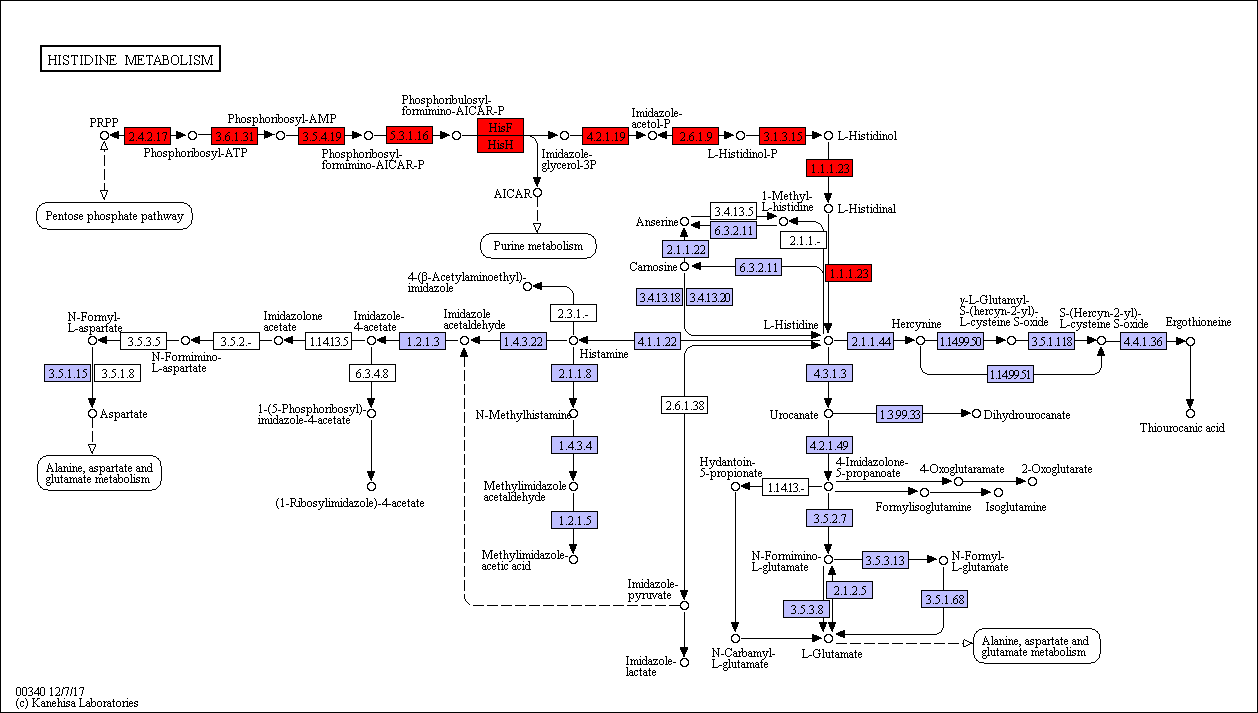 HISTIDINE METABOLISM
PRPP
2.4.2.17
Phosphoribosyl-ATP
3.6.1.31
Phosphoribosyl-AMP
3.5.4.19
Phosphoribosyl-
formimino-AICAR-P
5.3.1.16
Phosphoribulosyl-
formimino-AICAR-P
HisF
HisH
Imidazole-
glycerol-3P
4.2.1.19
Imidazole-
acetol-P
2.6.1.9
L-Histidinol-P
3.1.3.15
L-Histidinol
1.1.1.23
L-Histidinal
1.1.1.23
AICAR
Purine metabolism
Pentose phosphate pathway
1-Methyl-
L-histidine
3.4.13.5
Anserine
6.3.2.11
2.1.1.-
2.1.1.22
Carnosine
6.3.2.11
3.4.13.18
3.4.13.20
4-(β-Acetylaminoethyl)-
imidazole
2.3.1.-
N-Formyl-
L-aspartate
3.5.3.5
N-Formimino-
L-aspartate
3.5.2.-
Imidazolone
acetate
1.14.13.5
Imidazole-
4-acetate
1.2.1.3
Imidazole
acetaldehyde
1.4.3.22
Histamine
4.1.1.22
L-Histidine
2.1.1.44
Hercynine
1.14.99.50
γ-L-Glutamyl-
S-(hercyn-2-yl)-
L-cysteine S-oxide
3.5.1.118
S-(Hercyn-2-yl)-
L-cysteine S-oxide
4.4.1.36
Ergothioneine
1.14.99.51
Thiourocanic acid
3.5.1.15
3.5.1.8
Aspartate
Alanine, aspartate and
glutamate metabolism
6.3.4.8
1-(5-Phosphoribosyl)-
imidazole-4-acetate
(1-Ribosylimidazole)-4-acetate
2.1.1.8
N-Methylhistamine
1.4.3.4
Methylimidazole
acetaldehyde
1.2.1.5
Methylimidazole-
acetic acid
2.6.1.38
Imidazole-
pyruvate
Imidazole-
lactate
4.3.1.3
Urocanate
1.3.99.33
Dihydrourocanate
4.2.1.49
4-Imidazolone-
5-propanoate
Hydantoin-
5-propionate
1.14.13.-
4-Oxoglutaramate
2-Oxoglutarate
Formylisoglutamine
Isoglutamine
3.5.2.7
N-Formimino-
L-glutamate
3.5.3.13
N-Formyl-
L-glutamate
2.1.2.5
3.5.3.8
3.5.1.68
N-Carbamyl-
L-glutamate
L-Glutamate
Alanine, aspartate and
glutamate metabolism
00340 12/7/17
(c) Kanehisa Laboratories